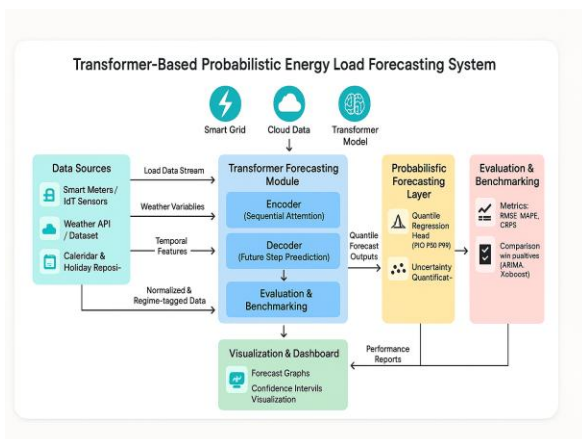 Transformer-Based Probabilistic Energy Load Forecasting System
Smart Grid
Cloud Data
Transformer
Model
Data Sources
Smart Meters /
IdT Sensors
Weather API
/ Dataset
Caleridar &
Holiday Reposi-
Load Data Stream
Weather Variablies
Temporal
Features
Normalized &
Regime-tagged Data
Transformer Forecasting
Module
Encoder
(Sequential Attention)
Decoder
(Future Step Preediction)
Evaluation &
Benchmarking
Quantile
Forecast
Outputs
Probabilisfic
Forecasting
Layer
Quantile
Regression
Head
(PIO P50 P99)
Uncertainty
Quantificat-
Evaluation &
Benchmarking
Metrics:
RMSE MAPE,
CRPS
Comparison
win pualtives
(ARIMA.
Xoboost)
Performance
Reports
Visualization & Dashboard
Forecast Graphs
Confidence Intervils
Visualization